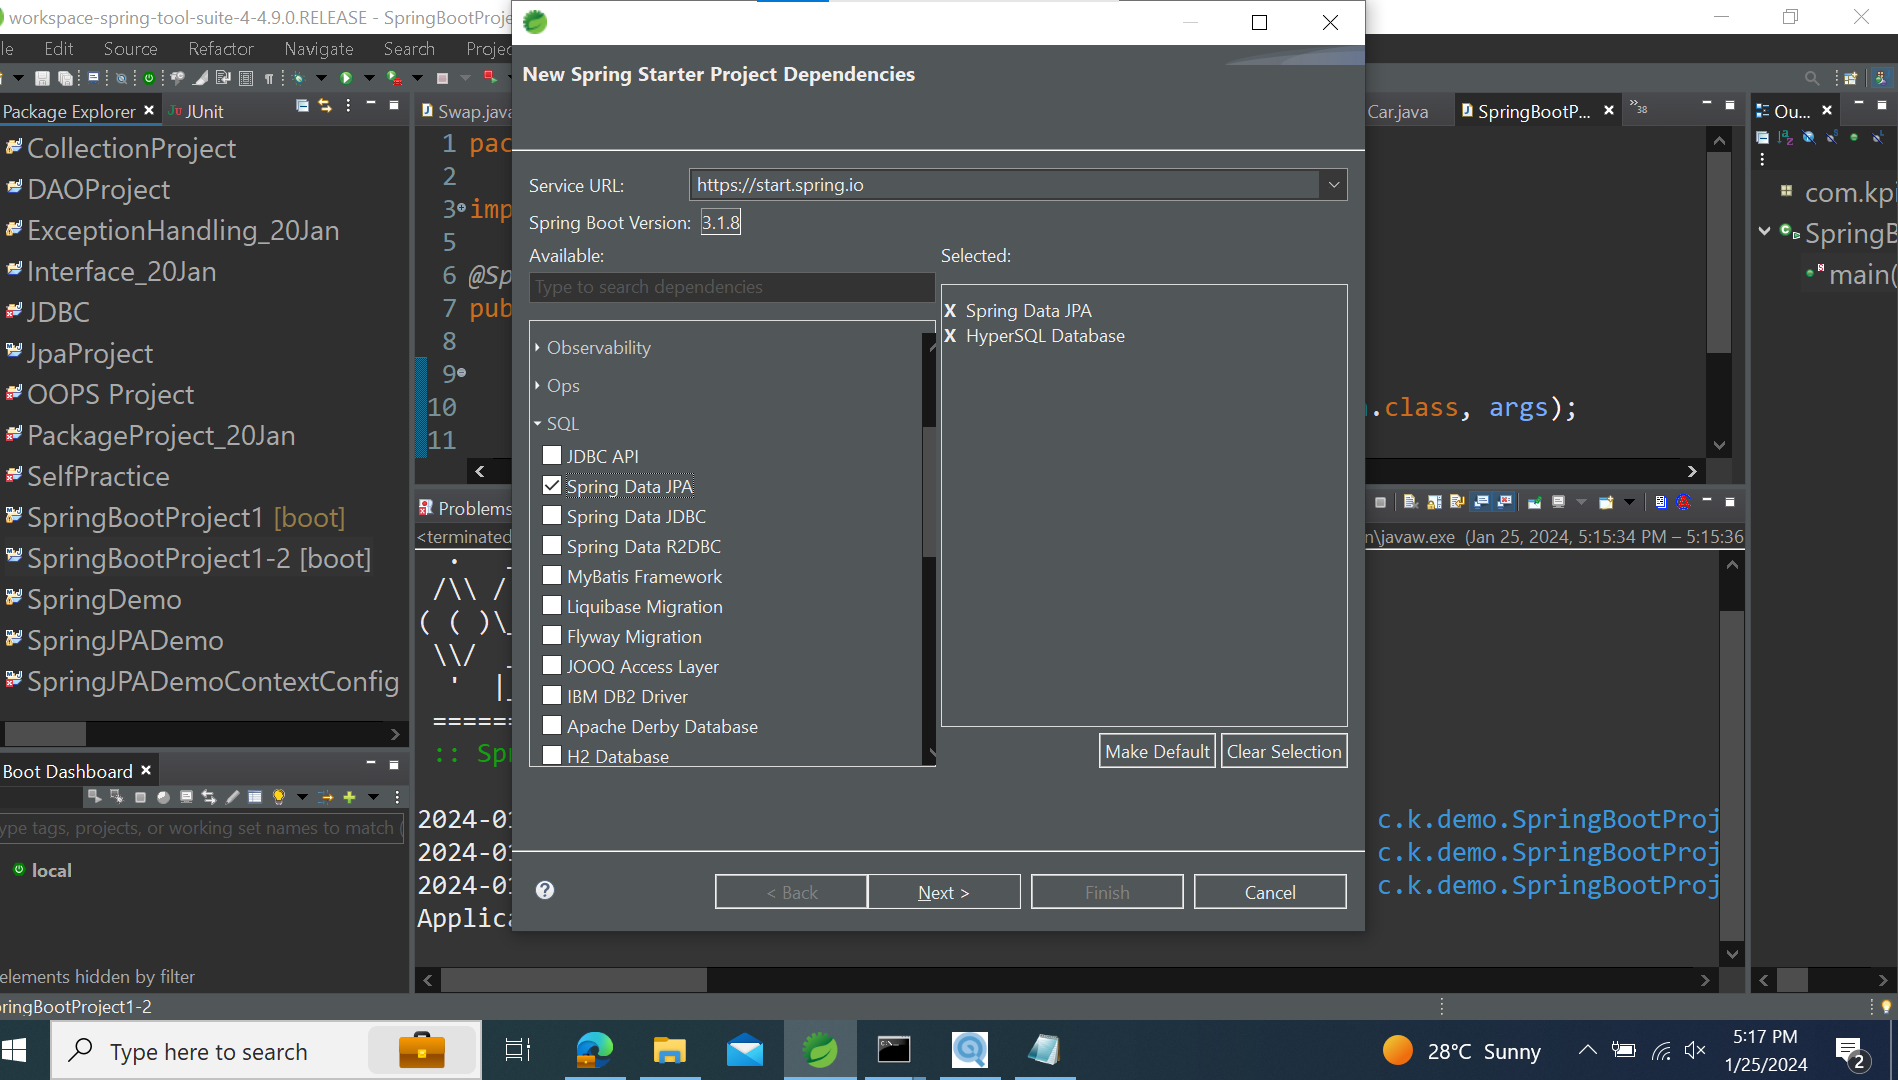 workspace-spring-tool-suite-4-4.9.0.RELEASE - SpringBootProje
le Edit Source Refactor Navigate Search Projec
Package Explorer JUnit
CollectionProject
DAOProject
ExceptionHandling_20Jan
Interface_20Jan
JDBC
JpaProject
OOPS Project
PackageProject_20Jan
SelfPractice
SpringBootProject1 [boot]
SpringBootProject1-2 [boot]
SpringDemo
SpringJPADemo
SpringJPADemoContextConfig
Boot Dashboard
ype tags, projects, or working set names to match (
local
elements hidden by filter
ringBootProject1-2
Swap.java
1 pac
2
3 imp
5
6 @Sp
7 pub
8
9
10
11
Car.java SpringBootP... 38
.class, args);
Problems
<terminated
n\javaw.exe (Jan 25, 2024, 5:15:34 PM – 5:15:36
:: Sp
2024-01
2024-01
2024-01
Applica
c.k.demo.SpringBootProj
c.k.demo.SpringBootProj
c.k.demo.SpringBootProj
Ou...
com.kpi
SpringB
main(
New Spring Starter Project Dependencies
Service URL: https://start.spring.io
Spring Boot Version: 3.1.8
Available:
Type to search dependencies
Observability
Ops
SQL
JDBC API
Spring Data JPA
Spring Data JDBC
Spring Data R2DBC
MyBatis Framework
Liquibase Migration
Flyway Migration
JOOQ Access Layer
IBM DB2 Driver
Apache Derby Database
H2 Database
Selected:
X Spring Data JPA
X HyperSQL Database
Make Default Clear Selection
< Back Next > Finish Cancel
Type here to search
28°C Sunny
5:17 PM
1/25/2024
2